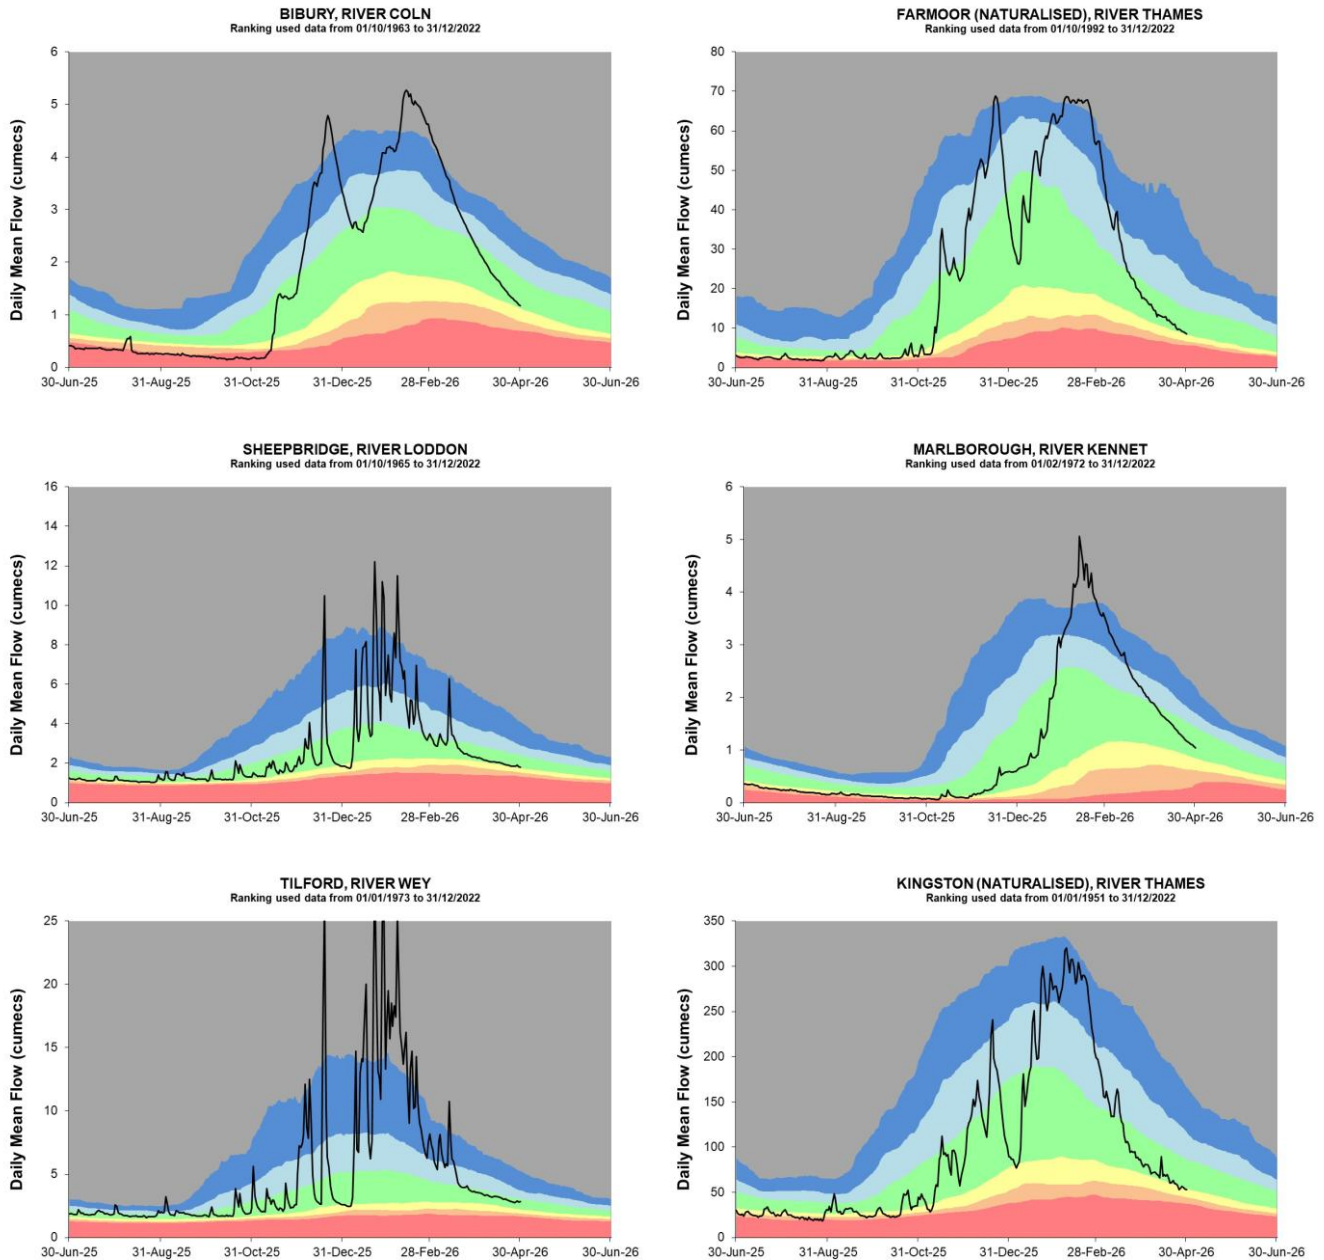 BIBURY, RIVER COLN
Ranking used data from 01/10/1963 to 31/12/2022
Daily Mean Flow (cumecs)
6
5
4
3
2
1
0
30-Jun-25 31-Aug-25 31-Oct-25 31-Dec-25 28-Feb-26 30-Apr-26 30-Jun-26
FARMOOR (NATURALISED), RIVER THAMES
Ranking used data from 01/10/1992 to 31/12/2022
Daily Mean Flow (cumecs)
80
70
60
50
40
30
20
10
0
30-Jun-25 31-Aug-25 31-Oct-25 31-Dec-25 28-Feb-26 30-Apr-26 30-Jun-26
SHEEPBRIDGE, RIVER LODDON
Ranking used data from 01/10/1965 to 31/12/2022
Daily Mean Flow (cumecs)
16
14
12
10
8
6
4
2
0
30-Jun-25 31-Aug-25 31-Oct-25 31-Dec-25 28-Feb-26 30-Apr-26 30-Jun-26
MARLBOROUGH, RIVER KENNET
Ranking used data from 01/02/1972 to 31/12/2022
Daily Mean Flow (cumecs)
6
5
4
3
2
1
0
30-Jun-25 31-Aug-25 31-Oct-25 31-Dec-25 28-Feb-26 30-Apr-26 30-Jun-26
TILFORD, RIVER WEY
Ranking used data from 01/01/1973 to 31/12/2022
Daily Mean Flow (cumecs)
25
20
15
10
5
0
30-Jun-25 31-Aug-25 31-Oct-25 31-Dec-25 28-Feb-26 30-Apr-26 30-Jun-26
KINGSTON (NATURALISED), RIVER THAMES
Ranking used data from 01/01/1951 to 31/12/2022
Daily Mean Flow (cumecs)
350
300
250
200
150
100
50
0
30-Jun-25 31-Aug-25 31-Oct-25 31-Dec-25 28-Feb-26 30-Apr-26 30-Jun-26